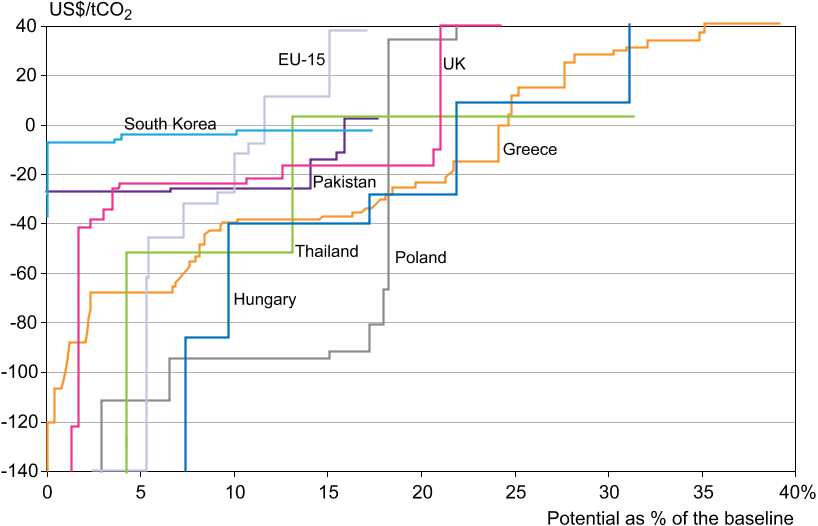 US$/tCO₂
40
EU-15
UK
20
South Korea
0
Greece
-20
Pakistan
-40
Thailand
Poland
-60
Hungary
-80
-100
-120
-140
0 5 10 15 20 25 30 35 40%
Potential as % of the baseline